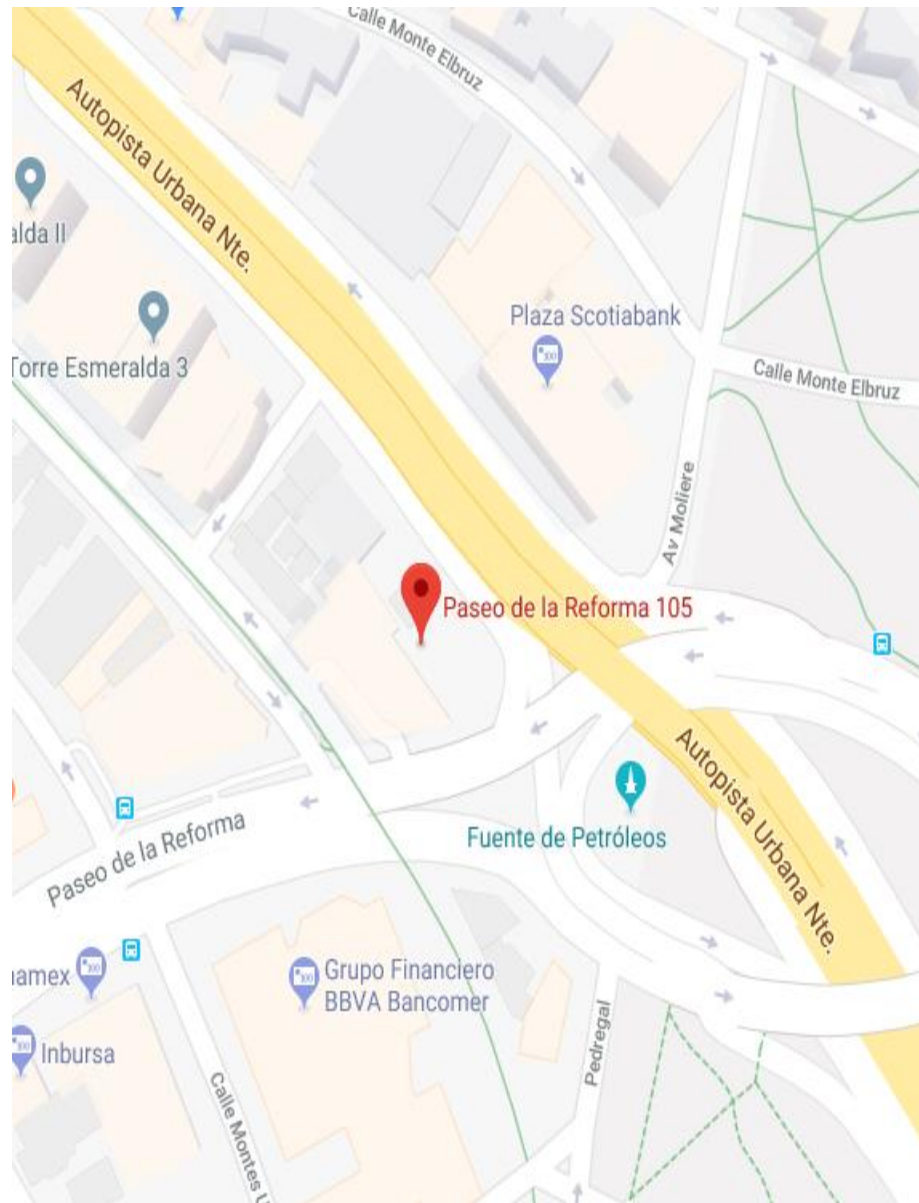 Calle Monte Elbruz
Autopista Urbana Nte.
alda II
Plaza Scotiabank
Torre Esmeralda 3
Calle Monte Elbruz
Av Moliere
Paseo de la Reforma 105
Autopista Urbana Nte.
Fuente de Petróleos
Paseo de la Reforma
Grupo Financiero
BBVA Bancomer
namex
Inbursa
Pedregal
Calle Montes U